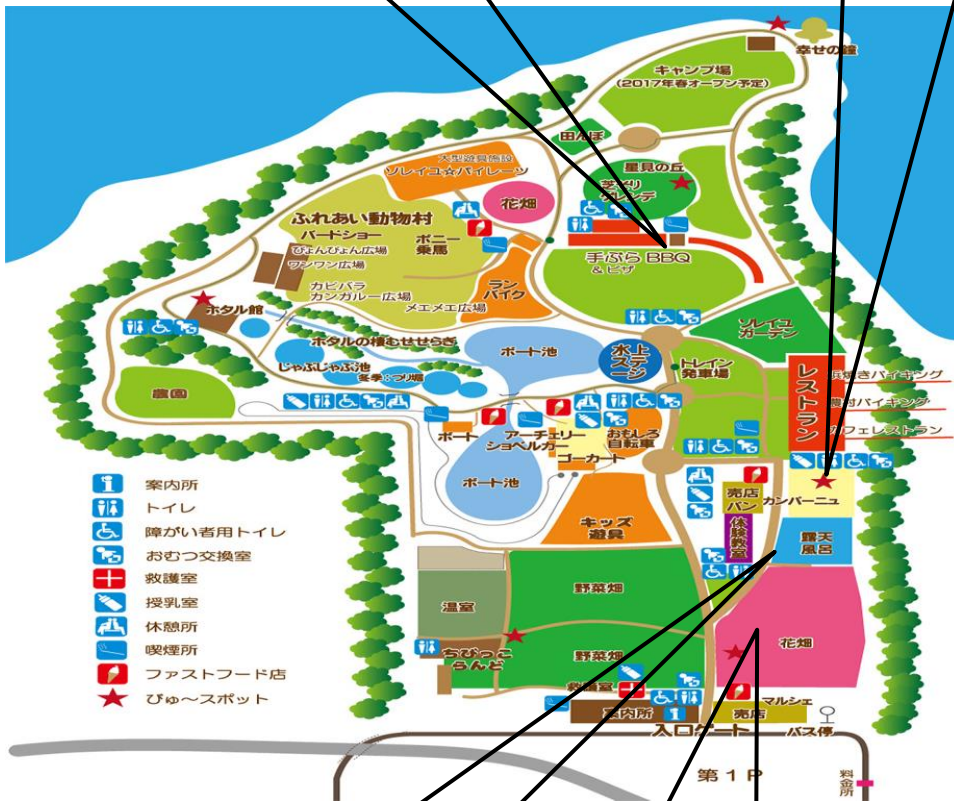 幸せの鐘
キャンプ場
(2017年春オープン予定)
田んぼ
大型遊具施設
ソレイユ☆パイレーツ
星見の丘
芝そり
ゲレンデ
花畑
ふれあい動物村
バードショー
ぴょんぴょん広場
ワンワン広場
ポニー
乗馬
カピバラ
カンガルー広場
メエメエ広場
ラン
バイク
手ぶら BBQ
& ピザ
ホタル館
ホタルの棲むせせらぎ
じゃぶじゃぶ池
冬季:つり堀
ボート池
水上
ステージ
トレイン
発車場
ソレイユ
ガーデン
レストラン
浜焼きバイキング
農村バイキング
カフェレストラン
農園
ボート
アーチェリー
ショベルカー
ゴーカート
おもしろ
自転車
ボート池
キッズ
遊具
売店
パン
カンパーニュ
体験教室
露天
風呂
案内所
トイレ
障がい者用トイレ
おむつ交換室
救護室
授乳室
休憩所
喫煙所
ファストフード店
びゅ~スポット
温室
野菜畑
野菜畑
花畑
ちびっこ
らんど
救護室
案内所
マルシェ
売店
入口ゲート
バス停
第1P
料金所